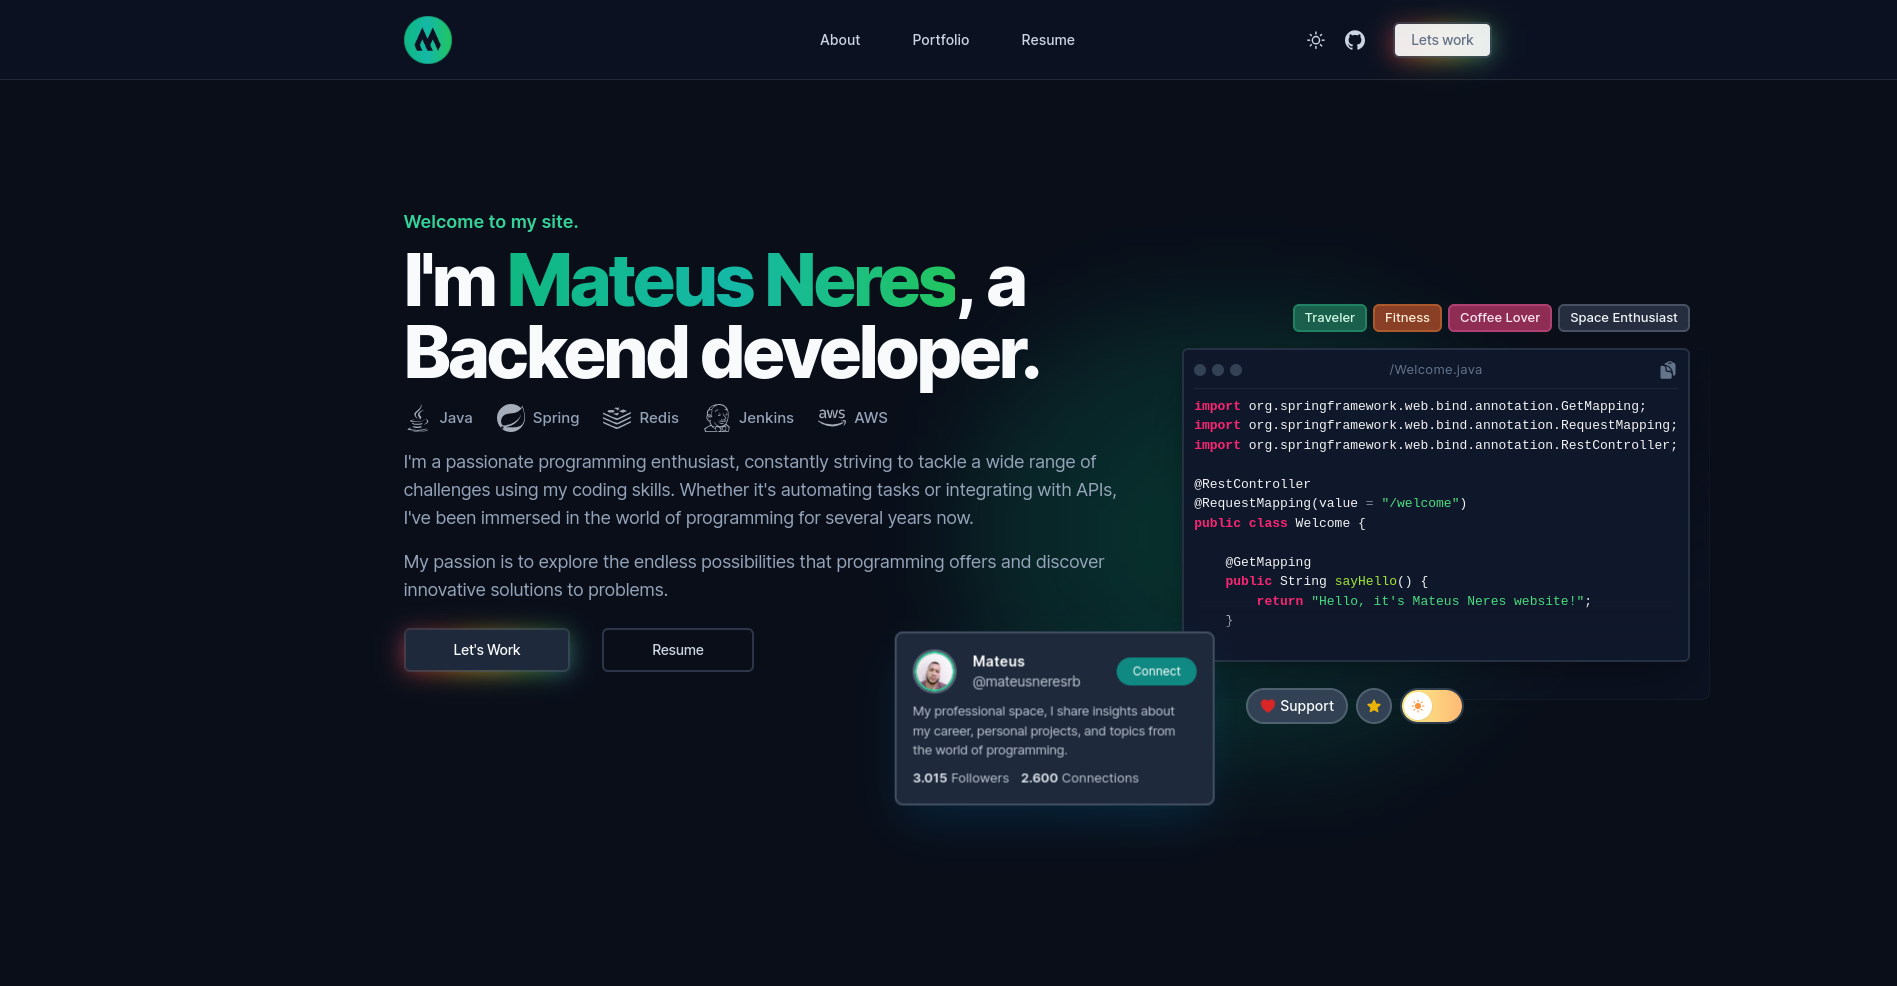 About
Portfolio
Resume
Lets work
Welcome to my site.
I'm Mateus Neres, a
Backend developer.
Java
Spring
Redis
Jenkins
aws
AWS
I'm a passionate programming enthusiast, constantly striving to tackle a wide range of
challenges using my coding skills. Whether it's automating tasks or integrating with APIs,
I've been immersed in the world of programming for several years now.
My passion is to explore the endless possibilities that programming offers and discover
innovative solutions to problems.
Let's Work
Resume
Traveler
Fitness
Coffee Lover
Space Enthusiast
/Welcome.java
import org.springframework.web.bind.annotation.GetMapping;
import org.springframework.web.bind.annotation.RequestMapping;
import org.springframework.web.bind.annotation.RestController;
@RestController
@RequestMapping(value = "/welcome")
public class Welcome {
@GetMapping
public String sayHello() {
return "Hello, it's Mateus Neres website!";
}
Mateus
@mateusneresrb
Connect
My professional space, I share insights about
my career, personal projects, and topics from
the world of programming.
3.015 Followers 2.600 Connections
Support